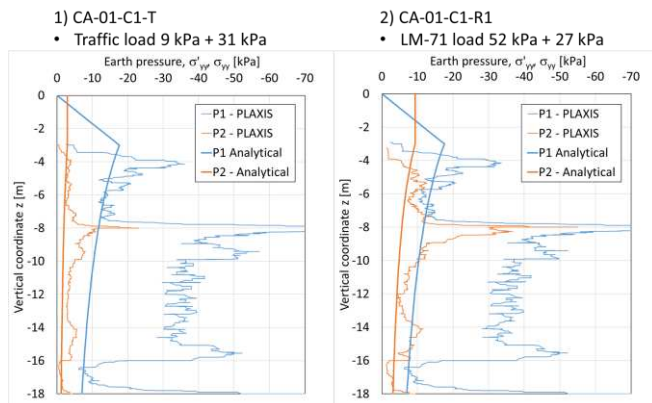 1) CA-01-C1-T
• Traffic load 9 kPa + 31 kPa
Earth pressure, σ'yy, σyy [kPa]
0 -10 -20 -30 -40 -50 -60 -70
Vertical coordinate z [m]
0
-2
-4
-6
-8
-10
-12
-14
-16
-18
P1 - PLAXIS
P2 - PLAXIS
P1 Analytical
P2 - Analytical
2) CA-01-C1-R1
• LM-71 load 52 kPa + 27 kPa
Earth pressure, σ'yy, σyy [kPa]
0 -10 -20 -30 -40 -50 -60 -70
Vertical coordinate z [m]
0
-2
-4
-6
-8
-10
-12
-14
-16
-18
P1 - PLAXIS
P2 - PLAXIS
P1 Analytical
P2 - Analytical